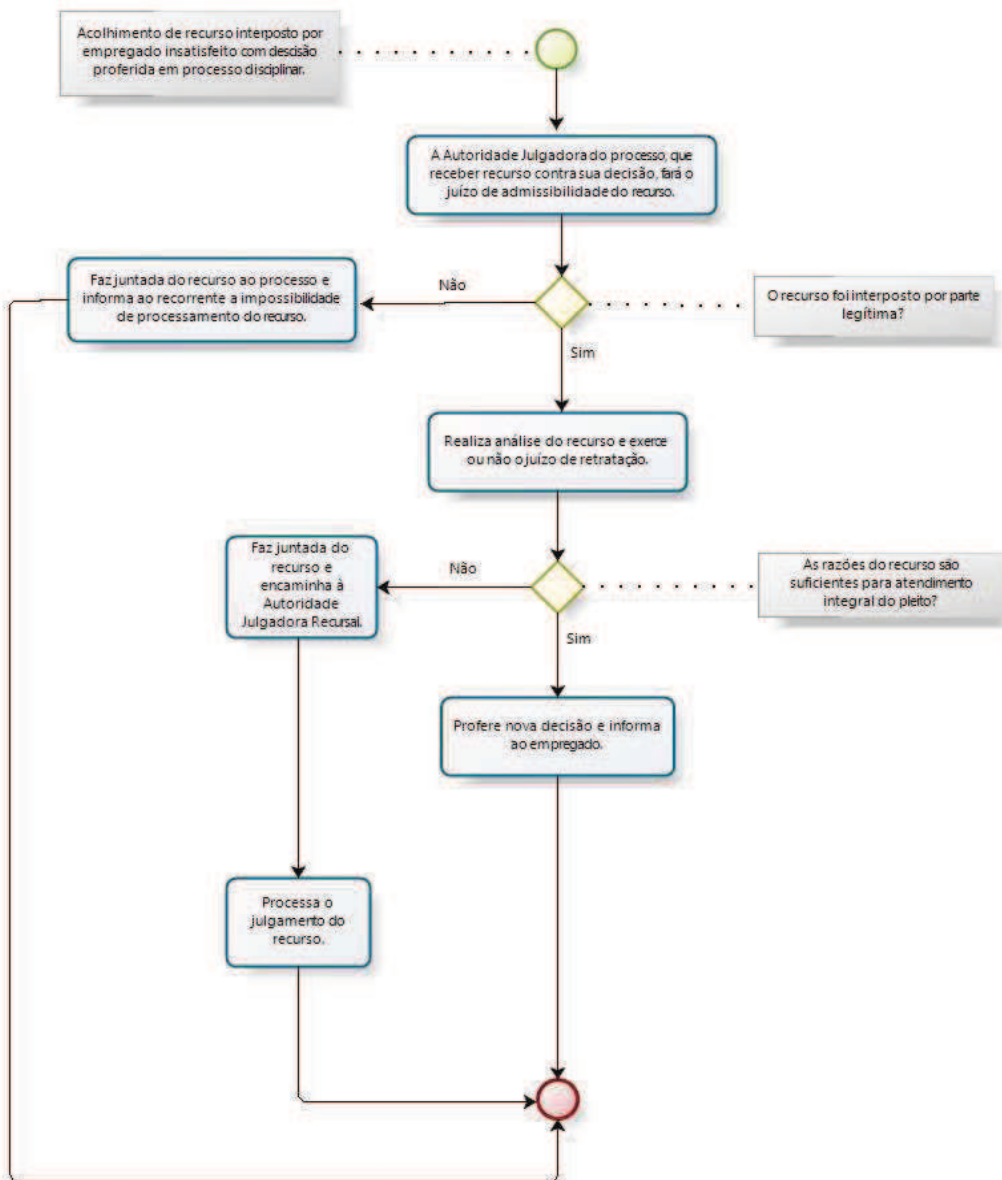 Acolhimento de recurso interposto por
empregado insatisfeito com descisão
proferida em processo disciplinar.
A Autoridade Julgadora do processo, que
receber recurso contra sua decisão, fará o
juízo de admissibilidade do recurso.
Faz juntada do recurso ao processo e
informa ao recorrente a impossibilidade
de processamento do recurso.
Não
O recurso foi interposto por parte
legítima?
Sim
Realiza análise do recurso e exerce
ou não o juízo de retratação.
Faz juntada do
recurso e
encaminha à
Autoridade
Julgadora Recursal.
Não
As razões do recurso são
suficientes para atendimento
integral do pleito?
Sim
Profere nova decisão e informa
ao empregado.
Processa o
julgamento do
recurso.